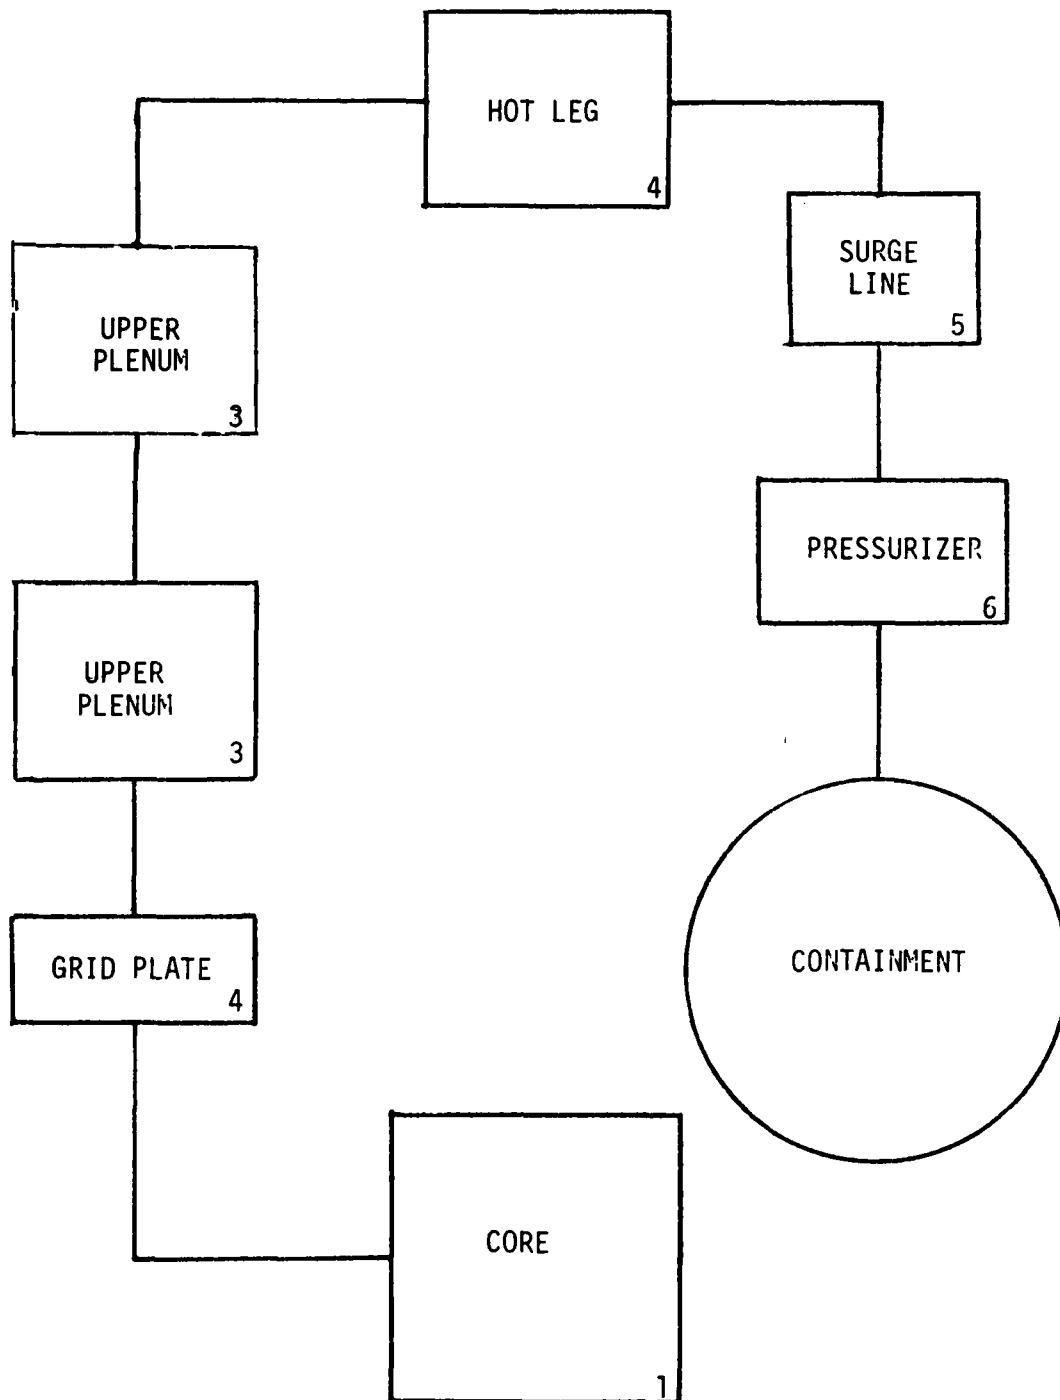 HOT LEG
4
SURGE
LINE
5
UPPER
PLENUM
3
PRESSURIZER
6
UPPER
PLENUM
3
GRID PLATE
4
CONTAINMENT
CORE
1